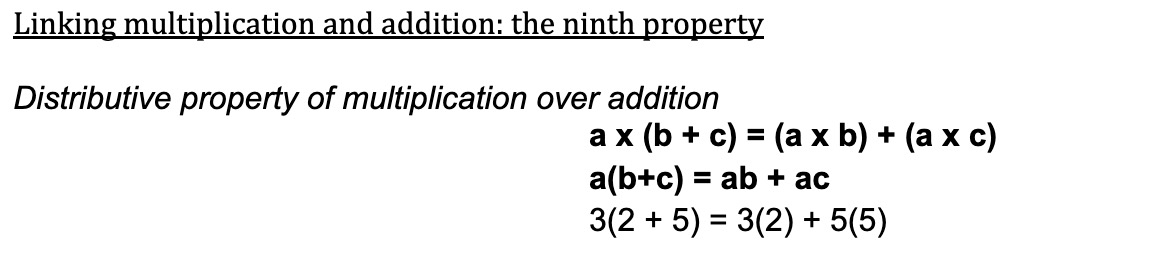 Linking multiplication and addition: the ninth property
Distributive property of multiplication over addition
a x (b + c) = (a x b) + (a x c)
a(b+c) = ab + ac
3(2 + 5) = 3(2) + 5(5)